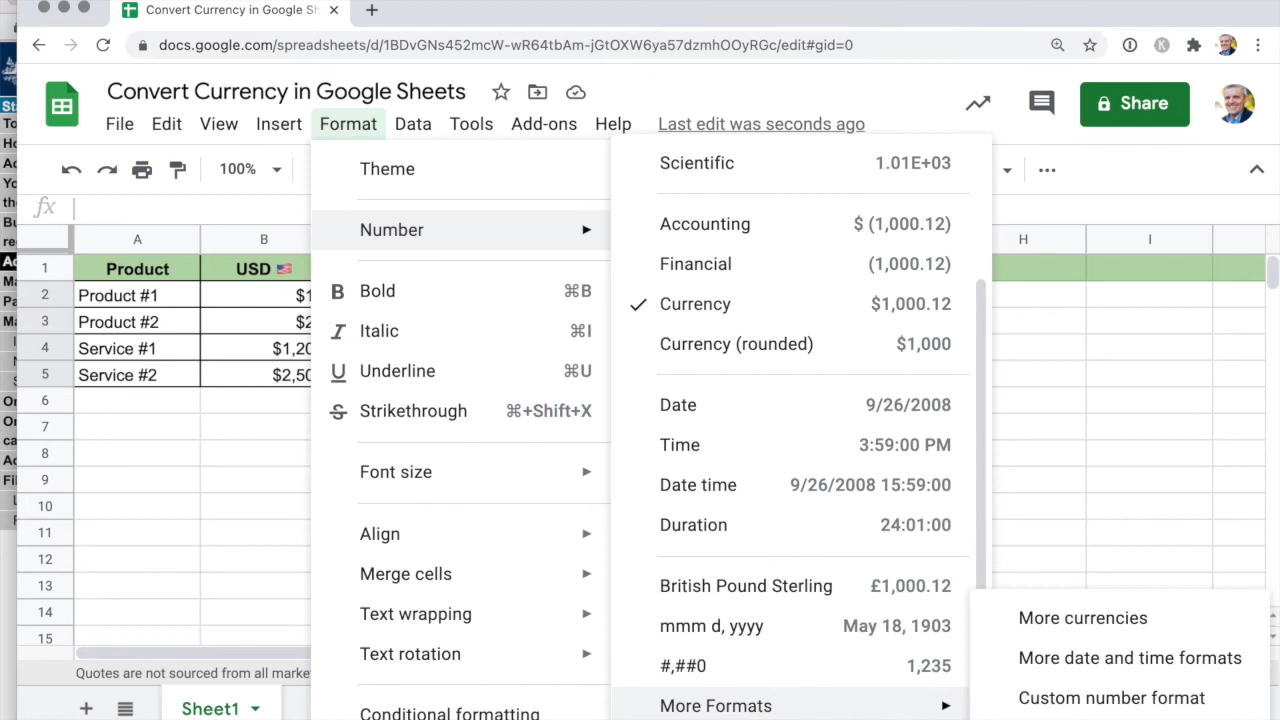 Convert Currency in Google Sh
docs.google.com/spreadsheets/d/1BDvGNs452mcW-wR64tbAm-jGtOXW6ya57dzmhOOyRGc/edit#gid=0
Convert Currency in Google Sheets
File Edit View Insert Format Data Tools Add-ons Help Last edit was seconds ago
Share
100%
fx
A B H I
1 Product USD
2 Product #1 $1
3 Product #2 $2
4 Service #1 $1,20
5 Service #2 $2,50
6
7
8
9
10
11
12
13
14
15
Quotes are not sourced from all marke
Sheet1
Theme
Number
Bold ⌘B
Italic ⌘I
Underline ⌘U
Strikethrough ⌘+Shift+X
Font size
Align
Merge cells
Text wrapping
Text rotation
Conditional formatting
Scientific 1.01E+03
Accounting $ (1,000.12)
Financial (1,000.12)
Currency $1,000.12
Currency (rounded) $1,000
Date 9/26/2008
Time 3:59:00 PM
Date time 9/26/2008 15:59:00
Duration 24:01:00
British Pound Sterling £1,000.12
mmm d, yyyy May 18, 1903
#,##0 1,235
More Formats
More currencies
More date and time formats
Custom number format